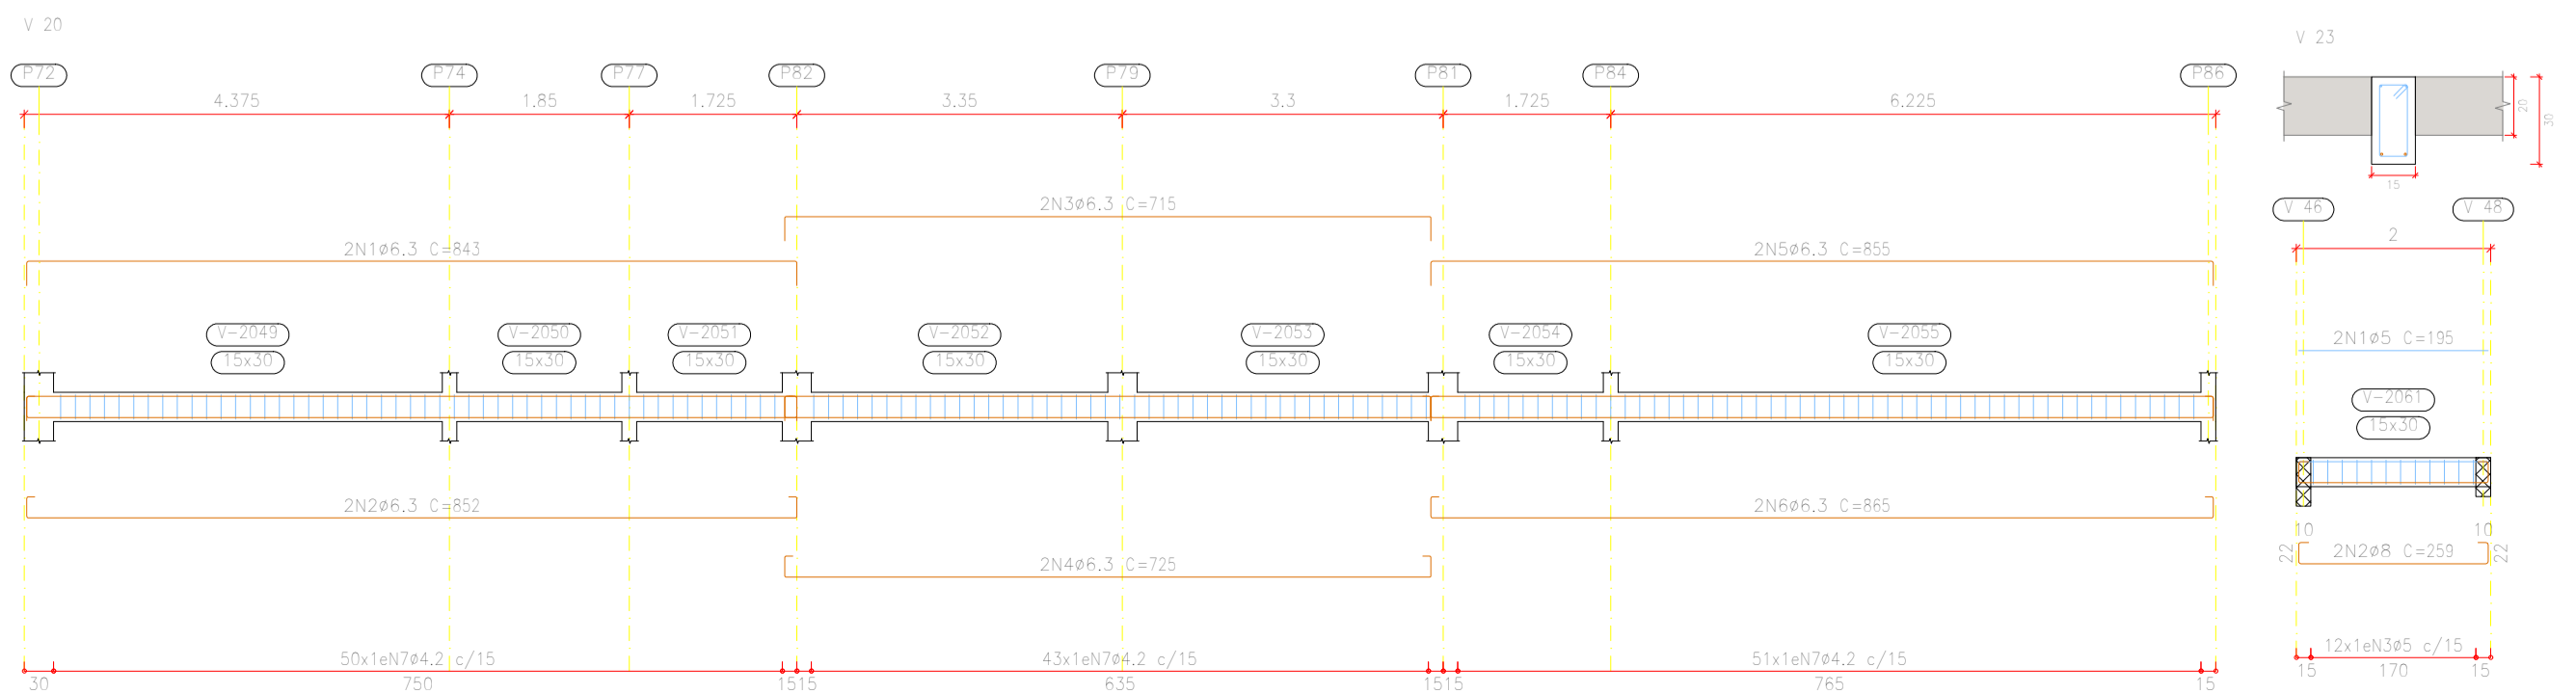 V 20
V 23
P72
P74
P77
P82
P79
P81
P84
P86
4.375
1.85
1.725
3.35
3.3
1.725
6.225
20
30
15
2N3ø6.3 C=715
V 46
V 48
2N1ø6.3 C=843
2N5ø6.3 C=855
2
V-2049
V-2050
V-2051
V-2052
V-2053
V-2054
V-2055
15x30
15x30
15x30
15x30
15x30
15x30
15x30
2N1ø5 C=195
V-2061
15x30
2N2ø6.3 C=852
2N6ø6.3 C=865
10
10
22
2N2ø8 C=259
22
2N4ø6.3 C=725
50x1eN7ø4.2 c/15
43x1eN7ø4.2 c/15
51x1eN7ø4.2 c/15
12x1eN3ø5 c/15
30
750
1515
635
1515
765
15
15
170
15